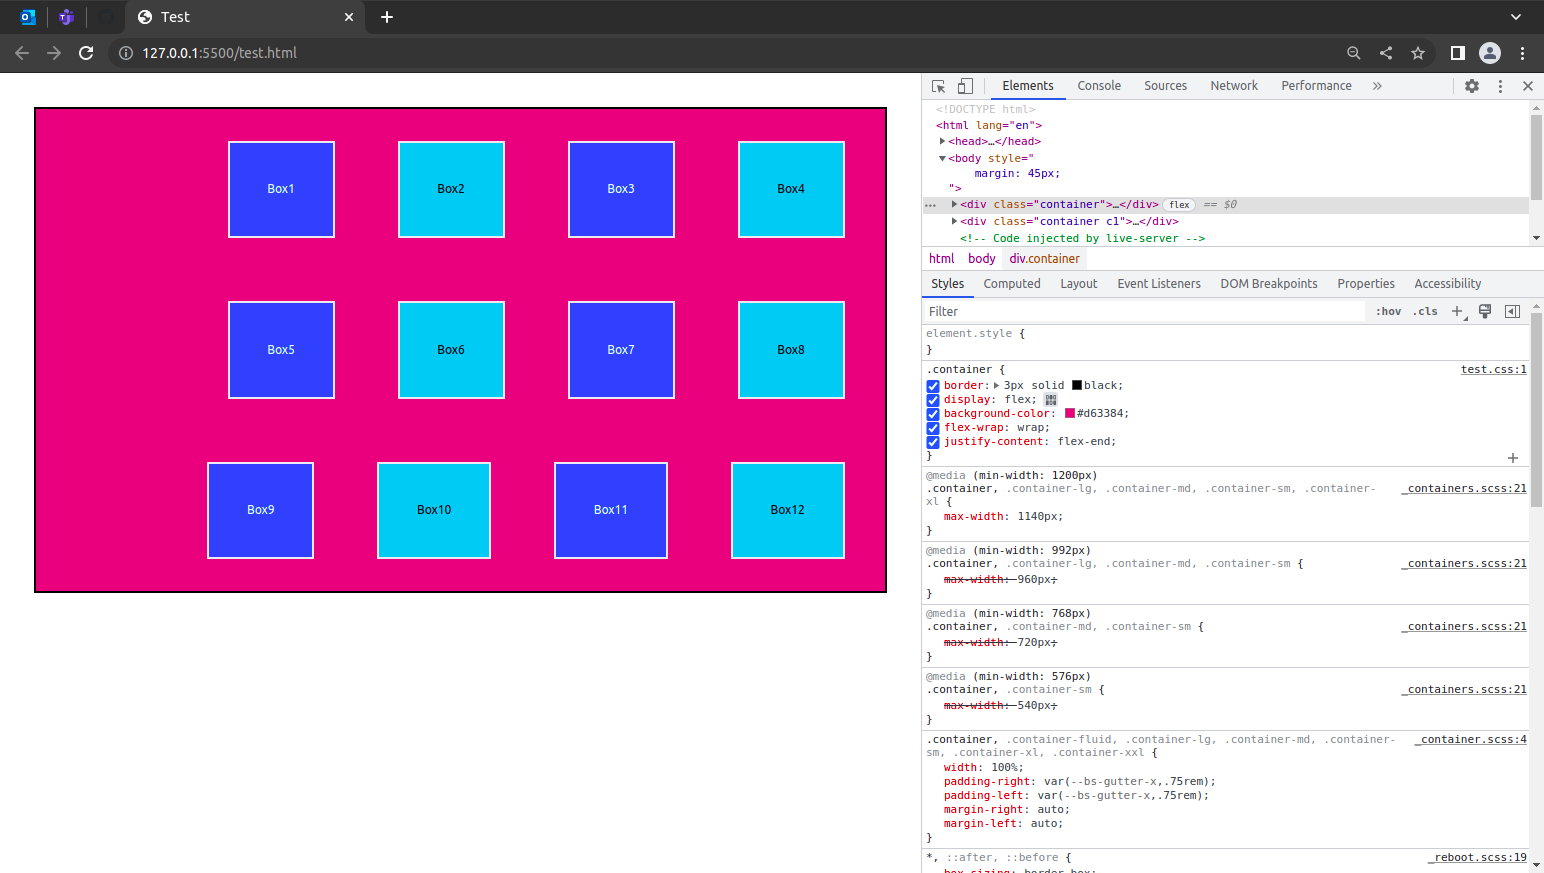 Test
127.0.0.1:5500/test.html
Box1
Box2
Box3
Box4
Box5
Box6
Box7
Box8
Box9
Box10
Box11
Box12
Elements Console Sources Network Performance »
<!DOCTYPE html>
<html lang="en">
<head>…</head>
<body style="
margin: 45px;
">
<div class="container">…</div> flex == $0
<div class="container c1">…</div>
<!-- Code injected by live-server -->
html body div.container
Styles Computed Layout Event Listeners DOM Breakpoints Properties Accessibility
Filter :hov .cls
element.style {
}
.container { test.css:1
border: 3px solid black;
display: flex;
background-color: #d63384;
flex-wrap: wrap;
justify-content: flex-end;
}
@media (min-width: 1200px)
.container, .container-lg, .container-md, .container-sm, .container- _containers.scss:21
xl {
max-width: 1140px;
}
@media (min-width: 992px)
.container, .container-lg, .container-md, .container-sm { _containers.scss:21
max-width: 960px;
}
@media (min-width: 768px)
.container, .container-md, .container-sm { _containers.scss:21
max-width: 720px;
}
@media (min-width: 576px)
.container, .container-sm { _containers.scss:21
max-width: 540px;
}
.container, .container-fluid, .container-lg, .container-md, .container- _container.scss:4
sm, .container-xl, .container-xxl {
width: 100%;
padding-right: var(--bs-gutter-x,.75rem);
padding-left: var(--bs-gutter-x,.75rem);
margin-right: auto;
margin-left: auto;
}
*, ::after, ::before { _reboot.scss:19
box-sizing: border-box;